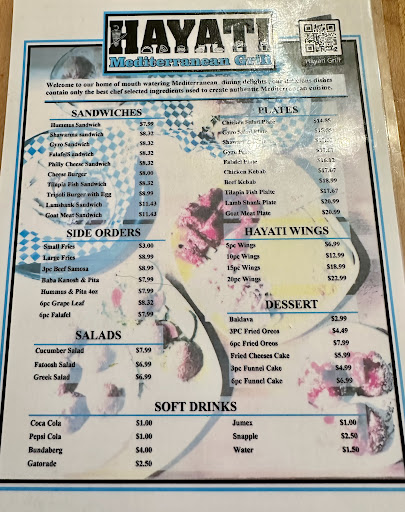 HAYATI
Mediterranean Grill
Hayati Grill
Welcome to our home of mouth watering Mediterranean dining delights, our delicious dishes
contain only the best chef selected ingredients used to create authentic Mediterranean cuisine.
SANDWICHES
Hummus Sandwich $7.99
Shawarma sandwich $8.32
Gyro Sandwich $8.32
Falafel Sandwich $8.32
Philly Cheese Sandwich $8.32
Cheese Burger $8.00
Tilapia Fish Sandwich $8.32
Tripoli Burger with Egg $8.99
Lambshank Sandwich $11.43
Goat Meat Sandwich $11.43
SIDE ORDERS
Small Fries $3.00
Large Fries $8.99
3pc Beef Samosa $8.99
Baba Kanosh & Pita $7.99
Hummus & Pita 4oz $7.99
6pc Grape Leaf $8.32
6pc Falafel $7.99
SALADS
Cucumber Salad $7.99
Fatoosh Salad $6.99
Greek Salad $6.99
PLATES
Chicken Salad Plate
Gyro Salad Plate
Gyro
Falafel Plate
Chicken Kebab $17.67
Beef Kebab $18.99
Tilapia Fish Plate $17.67
Lamb Shank Plate $20.99
Goat Meat Plate $20.99
HAYATI WINGS
5pc Wings $6.99
10pc Wings $12.99
15pc Wings $18.99
20pc Wings $22.99
DESSERT
Baklava $2.99
3PC Fried Oreos $4.49
6pc Fried Oreos $7.99
Fried Cheeses Cake $5.99
3pc Funnel Cake $4.99
6pc Funnel Cake $6.99
SOFT DRINKS
Coca Cola $1.00
Pepsi Cola $1.00
Bundaberg $4.00
Gatorade $2.50
Jumex $1.00
Snapple $2.50
Water $1.50